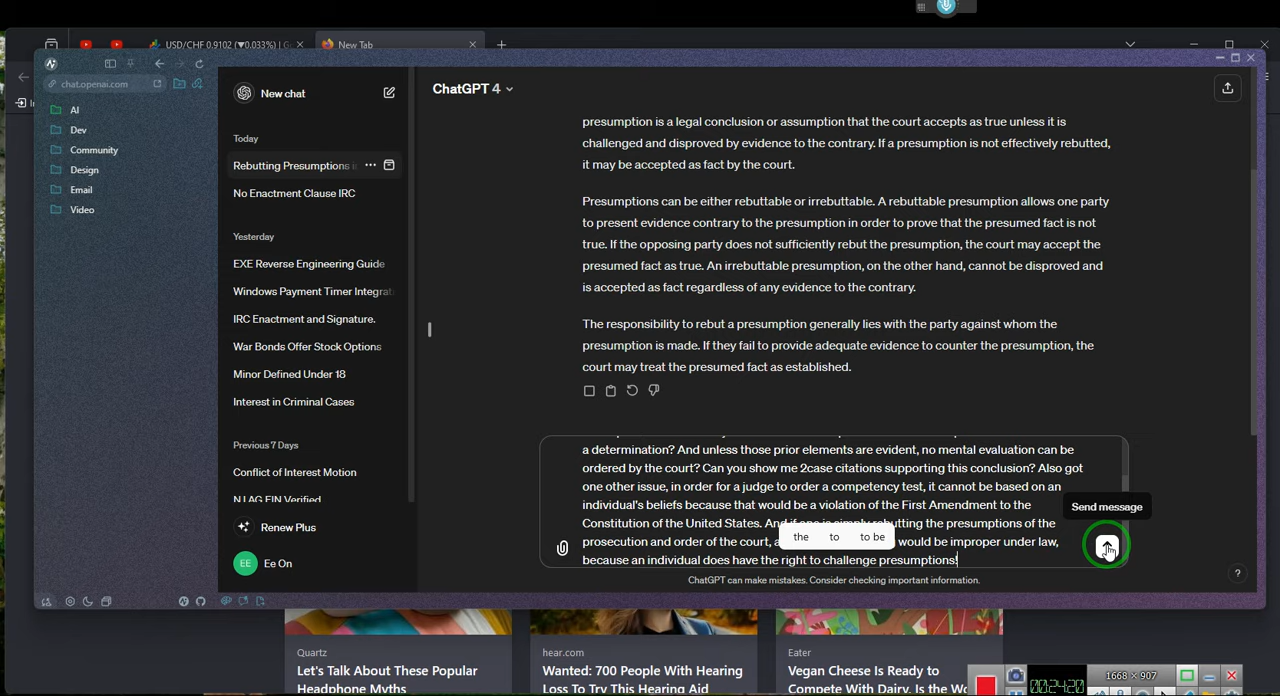 USD/CHF 0.9102 (▼0.033%) | G
New Tab
chat.openai.com
AI
Dev
Community
Design
Email
Video
New chat
Today
Rebutting Presumptions
No Enactment Clause IRC
Yesterday
EXE Reverse Engineering Guide
Windows Payment Timer Integrat
IRC Enactment and Signature.
War Bonds Offer Stock Options
Minor Defined Under 18
Interest in Criminal Cases
Previous 7 Days
Conflict of Interest Motion
NJ AG EIN Verified
Renew Plus
EE
Ee On
ChatGPT 4
presumption is a legal conclusion or assumption that the court accepts as true unless it is
challenged and disproved by evidence to the contrary. If a presumption is not effectively rebutted,
it may be accepted as fact by the court.
Presumptions can be either rebuttable or irrebuttable. A rebuttable presumption allows one party
to present evidence contrary to the presumption in order to prove that the presumed fact is not
true. If the opposing party does not sufficiently rebut the presumption, the court may accept the
presumed fact as true. An irrebuttable presumption, on the other hand, cannot be disproved and
is accepted as fact regardless of any evidence to the contrary.
The responsibility to rebut a presumption generally lies with the party against whom the
presumption is made. If they fail to provide adequate evidence to counter the presumption, the
court may treat the presumed fact as established.
a determination? And unless those prior elements are evident, no mental evaluation can be
ordered by the court? Can you show me 2case citations supporting this conclusion? Also got
one other issue, in order for a judge to order a competency test, it cannot be based on an
individual's beliefs because that would be a violation of the First Amendment to the
Constitution of the United States. And if one is simply rebutting the presumptions of the
prosecution and order of the court, a would be improper under law,
because an individual does have the right to challenge presumptions!
the to to be
Send message
ChatGPT can make mistakes. Consider checking important information.
?
Quartz
Let's Talk About These Popular
Headphone Myths
hear.com
Wanted: 700 People With Hearing
Loss To Try This Hearing Aid
Eater
Vegan Cheese Is Ready to
Compete With Dairy. Is the Wo
1668 × 907
00:24:20